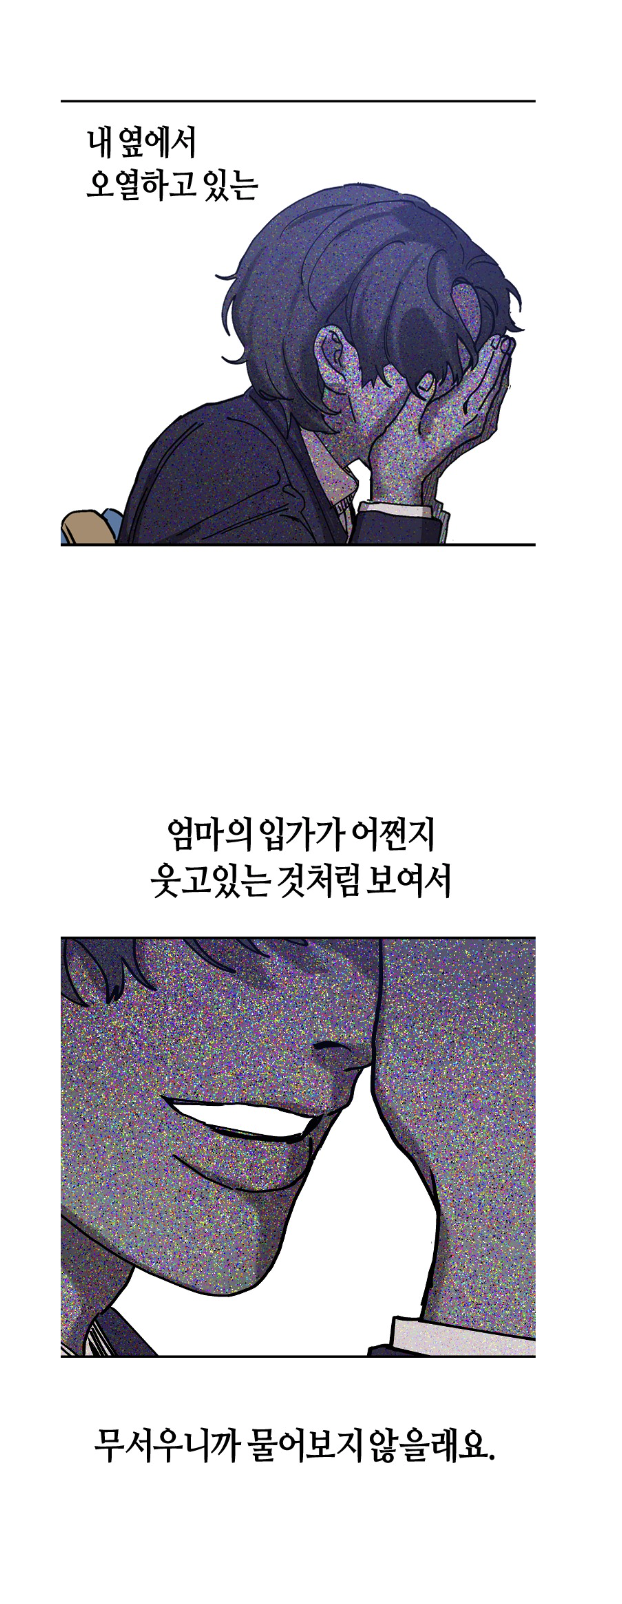 내 옆에서
오열하고 있는
엄마의 입가가 어쩐지
웃고있는 것처럼 보여서
무서우니까 물어보지 않을래요.